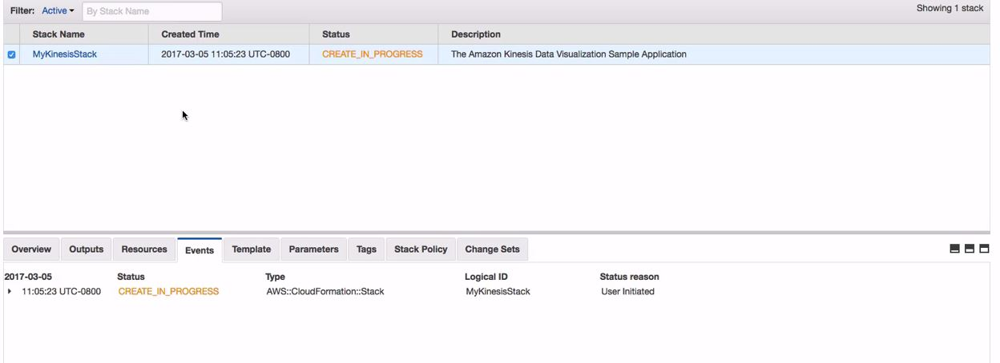 Filter: Active By Stack Name Showing 1 stack
Stack Name Created Time Status Description
MyKinesisStack 2017-03-05 11:05:23 UTC-0800 CREATE_IN_PROGRESS The Amazon Kinesis Data Visualization Sample Application
Overview Outputs Resources Events Template Parameters Tags Stack Policy Change Sets
2017-03-05 Status Type Logical ID Status reason
11:05:23 UTC-0800 CREATE_IN_PROGRESS AWS::CloudFormation::Stack MyKinesisStack User Initiated